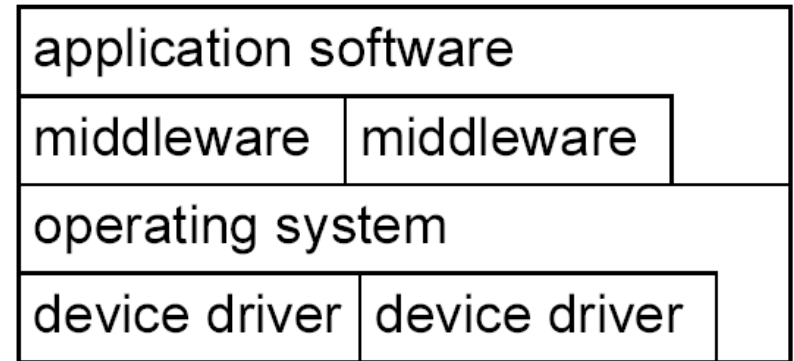 application software
middleware middleware
operating system
device driver device driver